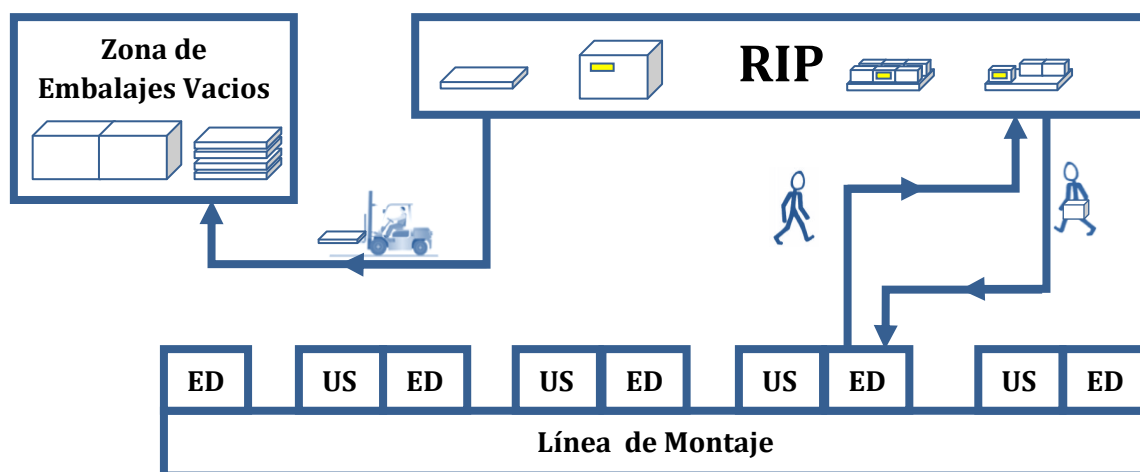 Zona de
Embalajes Vacios
RIP
ED
US
ED
US
ED
US
ED
US
ED
Línea de Montaje